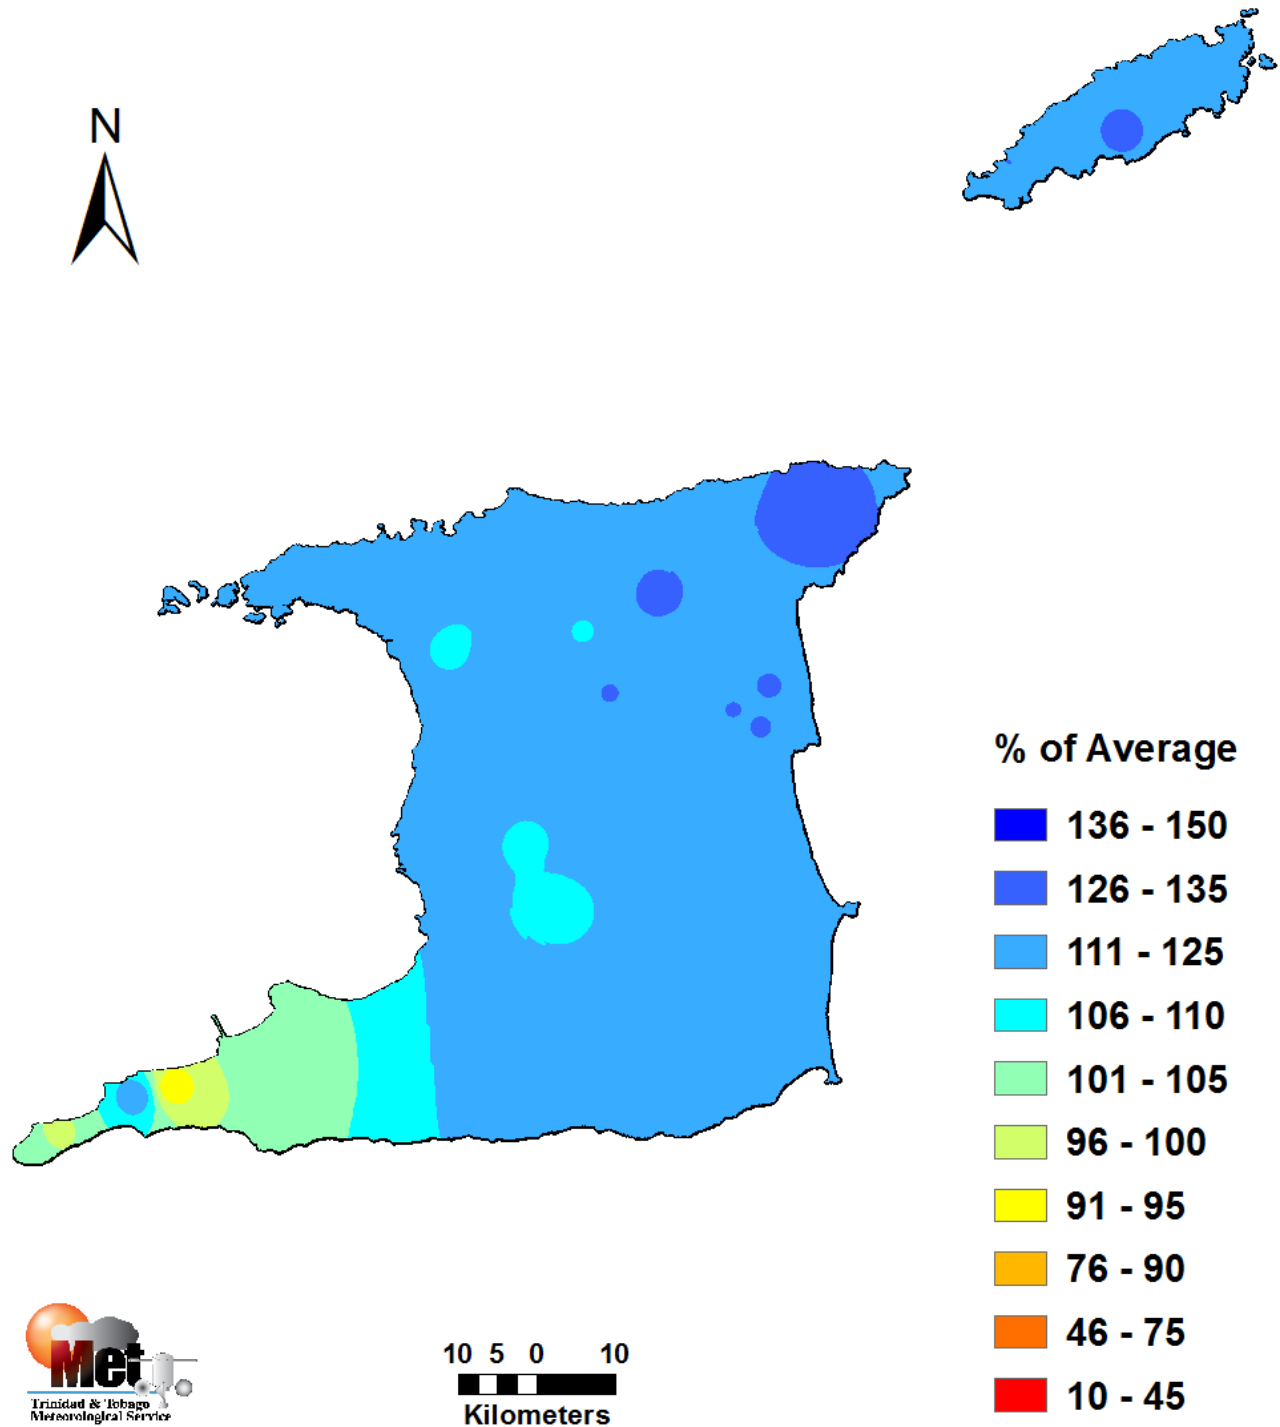 N
% of Average
136 - 150
126 - 135
111 - 125
106 - 110
101 - 105
96 - 100
91 - 95
76 - 90
46 - 75
10 - 45
Met
Trinidad & Tobago
Meteorological Service
10 5 0 10
Kilometers